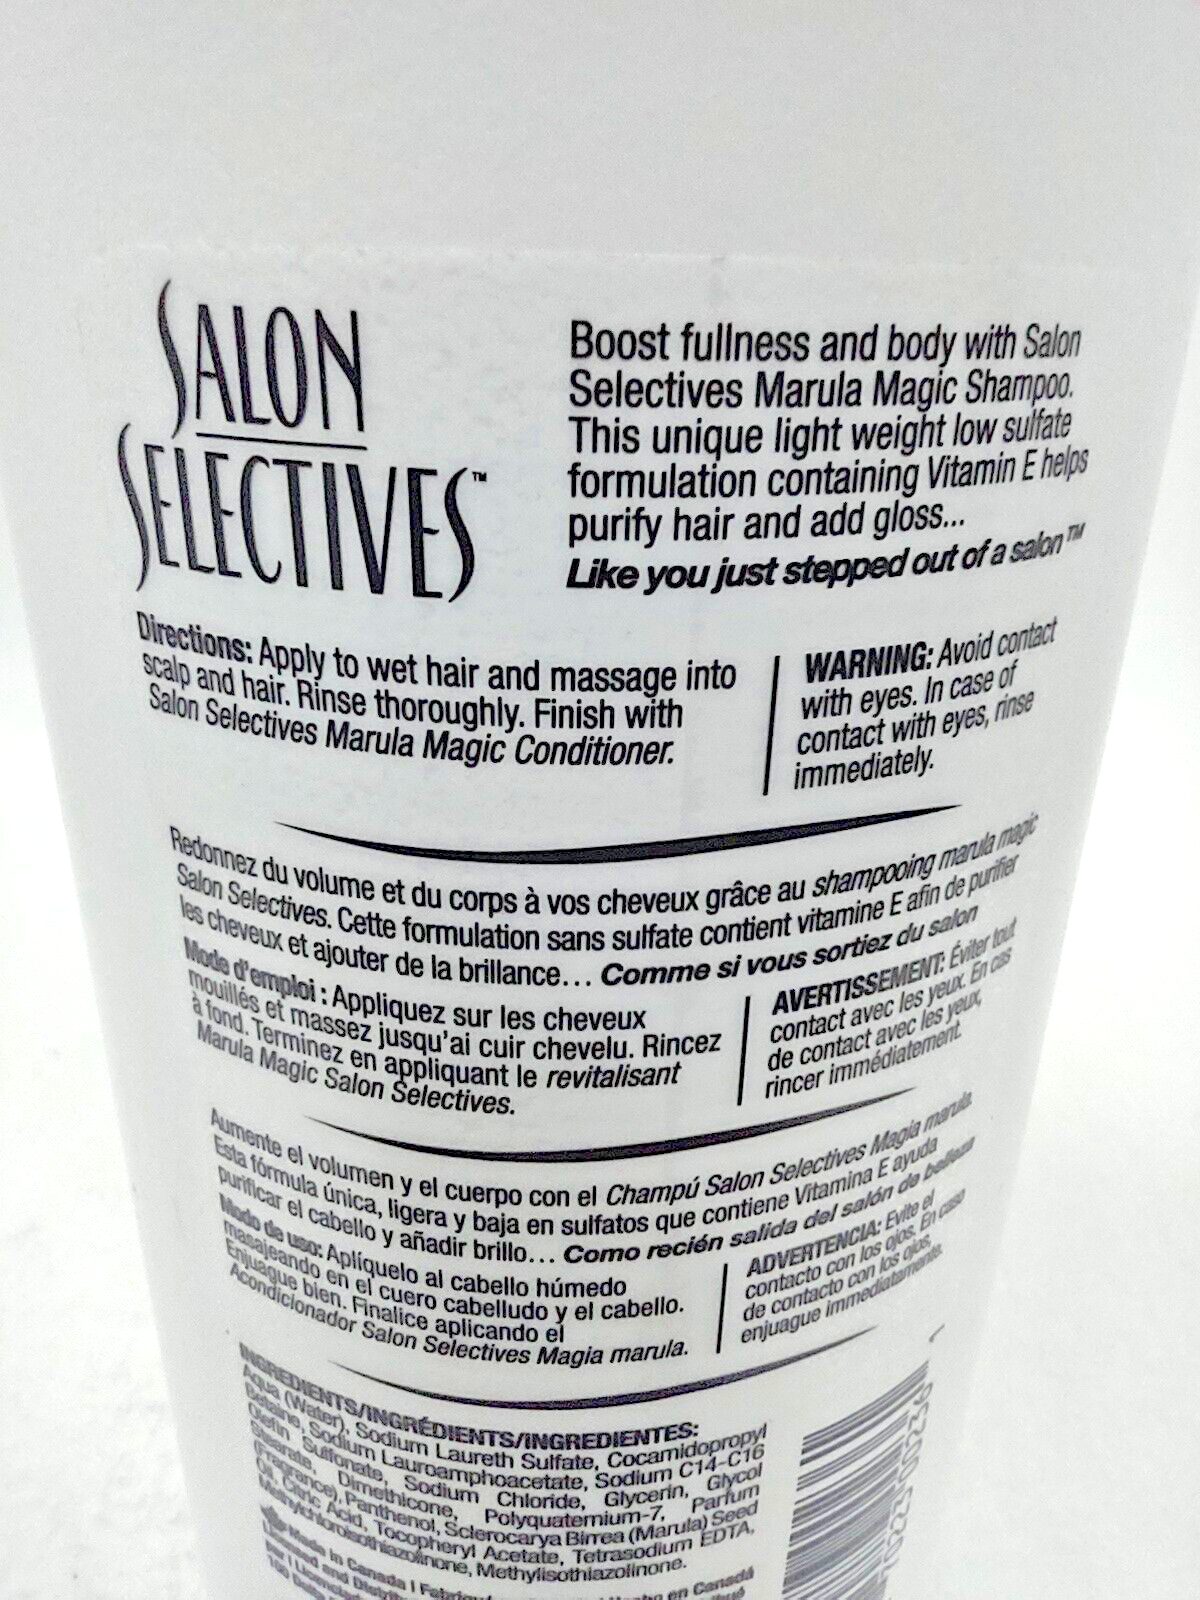 SALON
SELECTIVES™
Boost fullness and body with Salon
Selectives Marula Magic Shampoo.
This unique light weight low sulfate
formulation containing Vitamin E helps
purify hair and add gloss...
Like you just stepped out of a salon™
Directions: Apply to wet hair and massage into
scalp and hair. Rinse thoroughly. Finish with
Salon Selectives Marula Magic Conditioner.
WARNING: Avoid contact
with eyes. In case of
contact with eyes, rinse
immediately.
Redonnez du volume et du corps à vos cheveux grâce au shampooing marula magic
Salon Selectives. Cette formulation sans sulfate contient vitamine E afin de purifier
les cheveux et ajouter de la brillance... Comme si vous sortiez du salon
Mode d'emploi : Appliquez sur les cheveux
mouillés et massez jusqu'ai cuir chevelu. Rincez
à fond. Terminez en appliquant le revitalisant
Marula Magic Salon Selectives.
AVERTISSEMENT: Éviter tout
contact avec les yeux. En cas
de contact avec les yeux,
rincer immédiatement.
Aumente el volumen y el cuerpo con el Champú Salon Selectives Magia marula.
Esta fórmula única, ligera y baja en sulfatos que contiene Vitamina E ayuda
purificar el cabello y añadir brillo... Como recién salida del salón de belleza
Modo de uso: Aplíquelo al cabello húmedo
masajeando en el cuero cabelludo y el cabello.
Enjuague bien. Finalice aplicando el
Acondicionador Salon Selectives Magia marula.
ADVERTENCIA: Evite el
contacto con los ojos. En caso
de contacto con los ojos,
enjuague immediatamente.
INGREDIENTS/INGRÉDIENTS/INGREDIENTES:
Aqua (Water), Sodium Laureth Sulfate, Cocamidopropyl
Betaine, Sodium Lauroamphoacetate, Sodium C14-C16
Olefin Sulfonate, Sodium Chloride, Glycerin, Glycol
Stearate, Dimethicone, Polyquaternium-7, Parfum
(Fragrance), Panthenol, Sclerocarya Birrea (Marula) Seed
Oil, Citric Acid, Tocopheryl Acetate, Tetrasodium EDTA,
Methylchloroisothiazolinone, Methylisothiazolinone.
Made in Canada | en Canadá